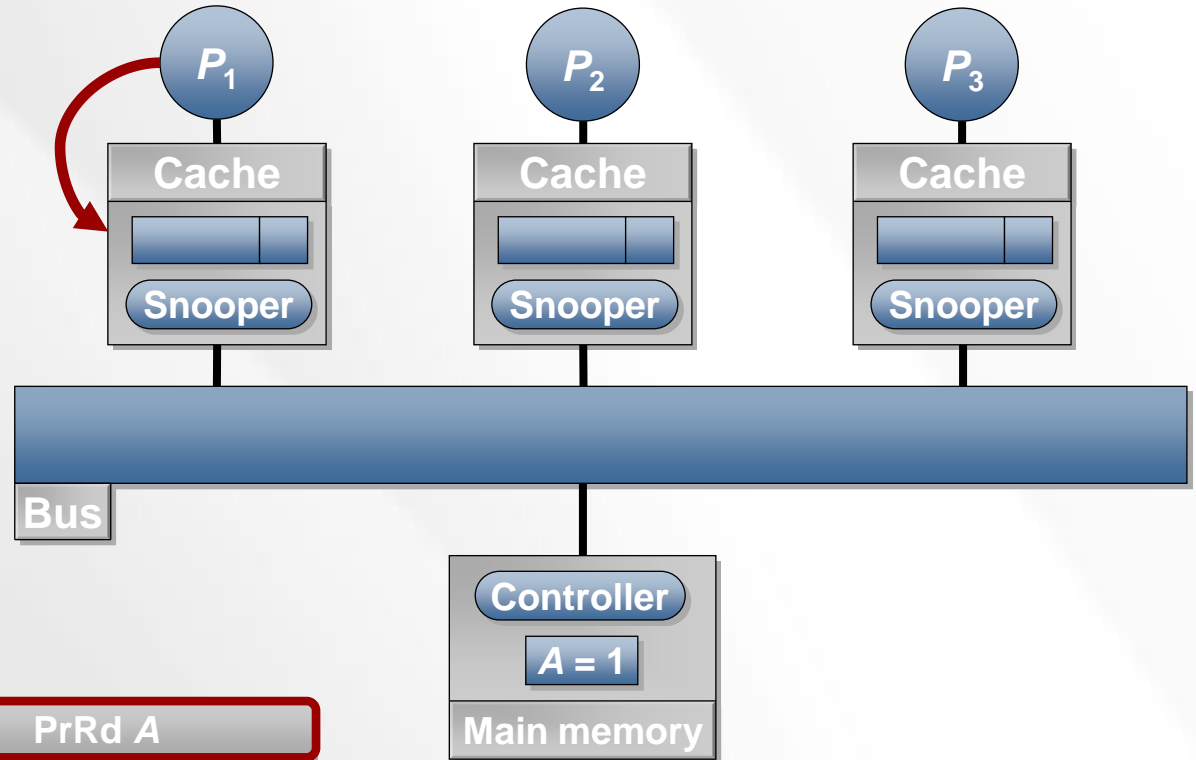 P1 P2 P3
Cache Cache Cache
Snooper Snooper Snooper
Bus
Controller
A = 1
PrRd A
Main memory